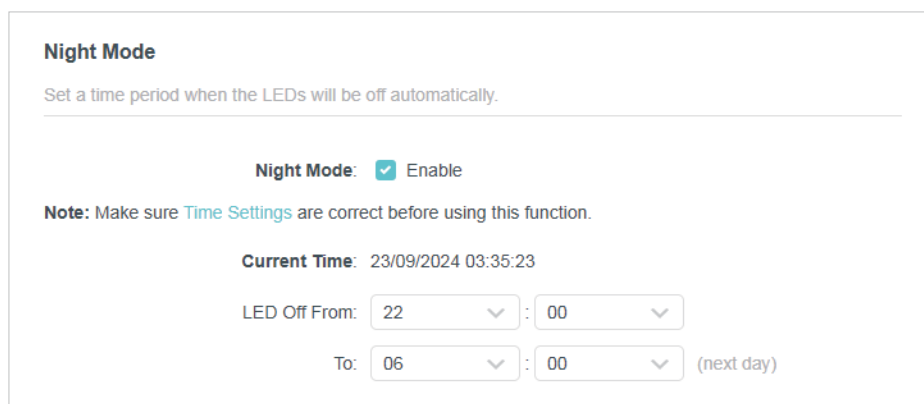 Night Mode
Set a time period when the LEDs will be off automatically.
Night Mode: Enable
Note: Make sure Time Settings are correct before using this function.
Current Time: 23/09/2024 03:35:23
LED Off From: 22 : 00
To: 06 : 00 (next day)